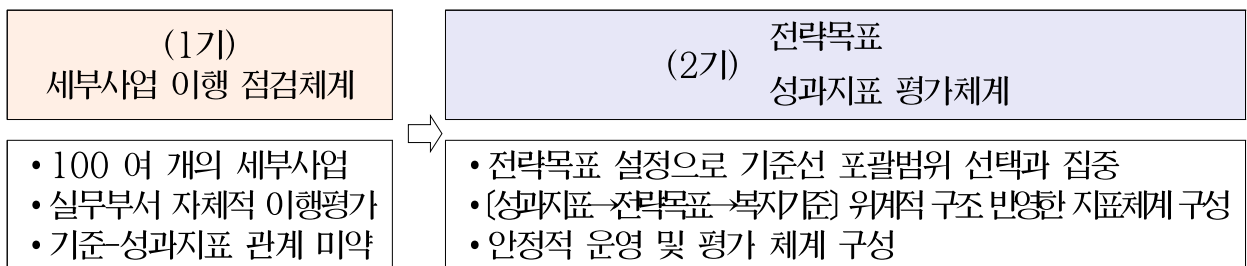 (1기)
세부사업 이행 점검체계
(2기)
전략목표
성과지표 평가체계
• 100 여 개의 세부사업
• 실무부서 자체적 이행평가
• 기준-성과지표 관계 미약
• 전략목표 설정으로 기준선 포괄범위 선택과 집중
• (성과지표→전략목표→복지기준) 위계적 구조 반영한 지표체계 구성
• 안정적 운영 및 평가 체계 구성